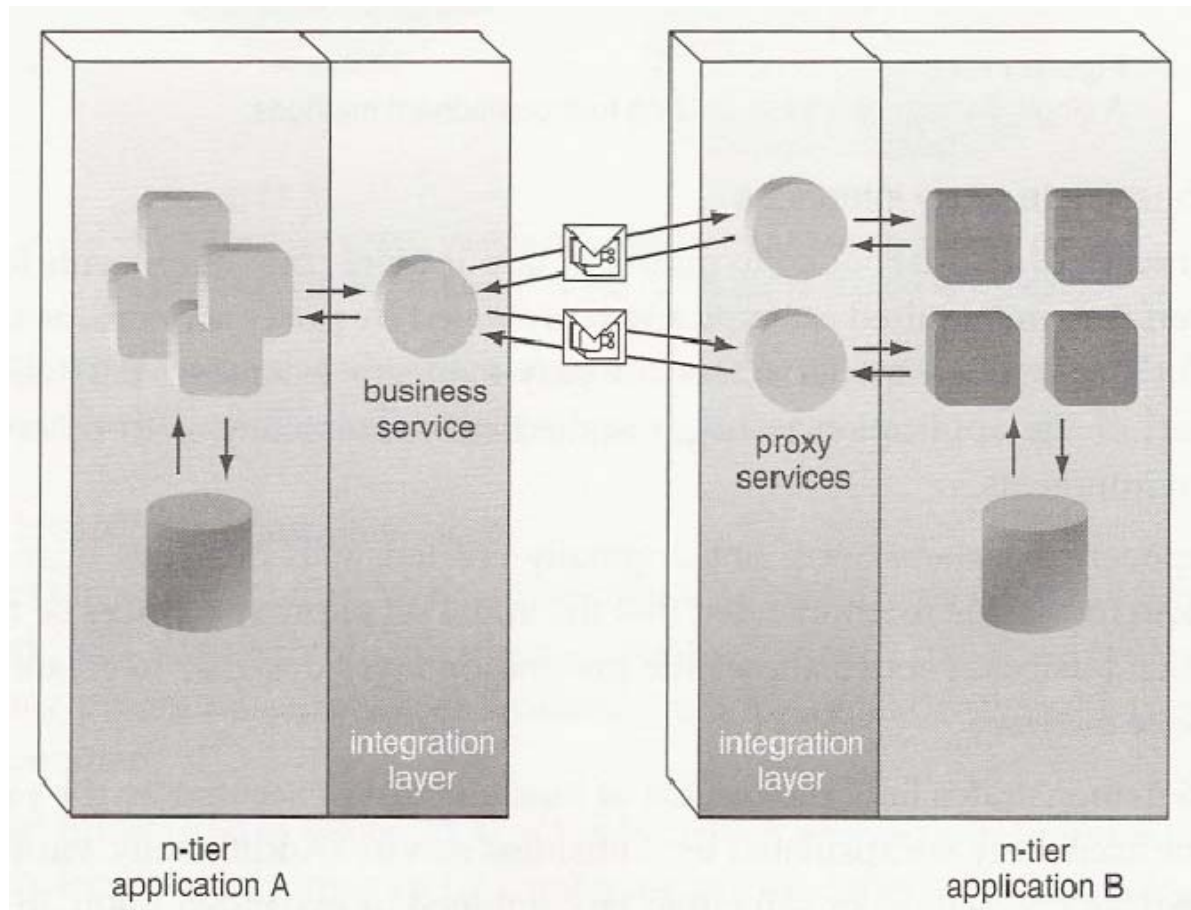 business
service
proxy
services
integration
layer
integration
layer
n-tier
application A
n-tier
application B